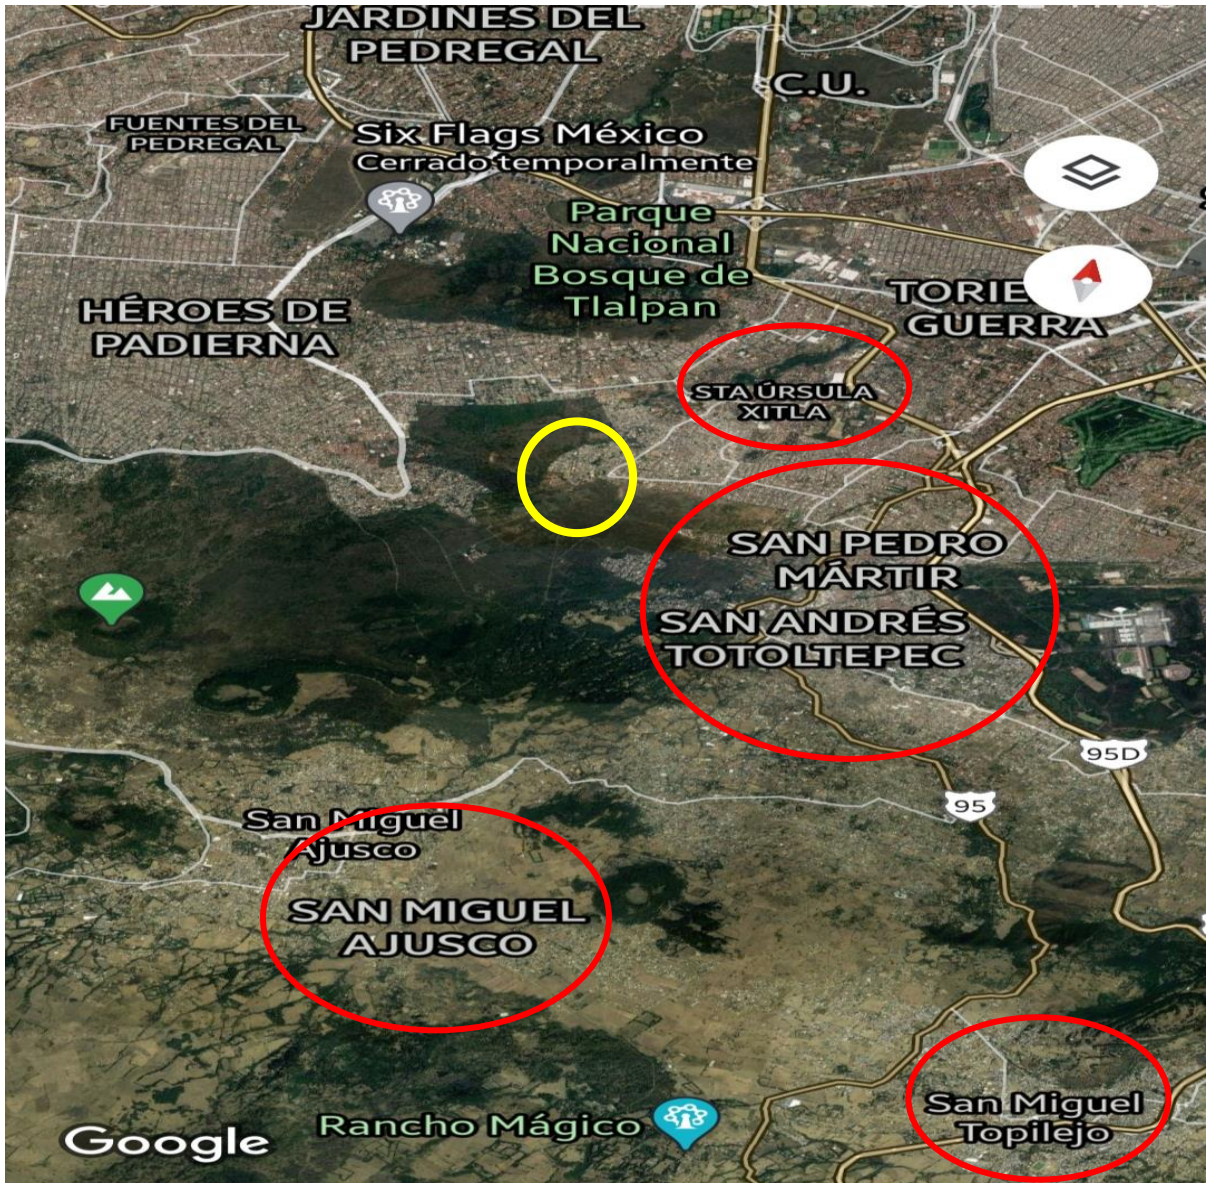 JARDINES DEL
PEDREGAL
C.U.
FUENTES DEL
PEDREGAL
Six Flags México
Cerrado temporalmente
Parque
Nacional
Bosque de
Tlalpan
HÉROES DE
PADIERNA
TORIE
GUERRA
STA ÚRSULA
XITLA
SAN PEDRO
MÁRTIR
SAN ANDRÉS
TOTOLTEPEC
95D
95
San Miguel
Ajusco
SAN MIGUEL
AJUSCO
Rancho Mágico
San Miguel
Topilejo
Google